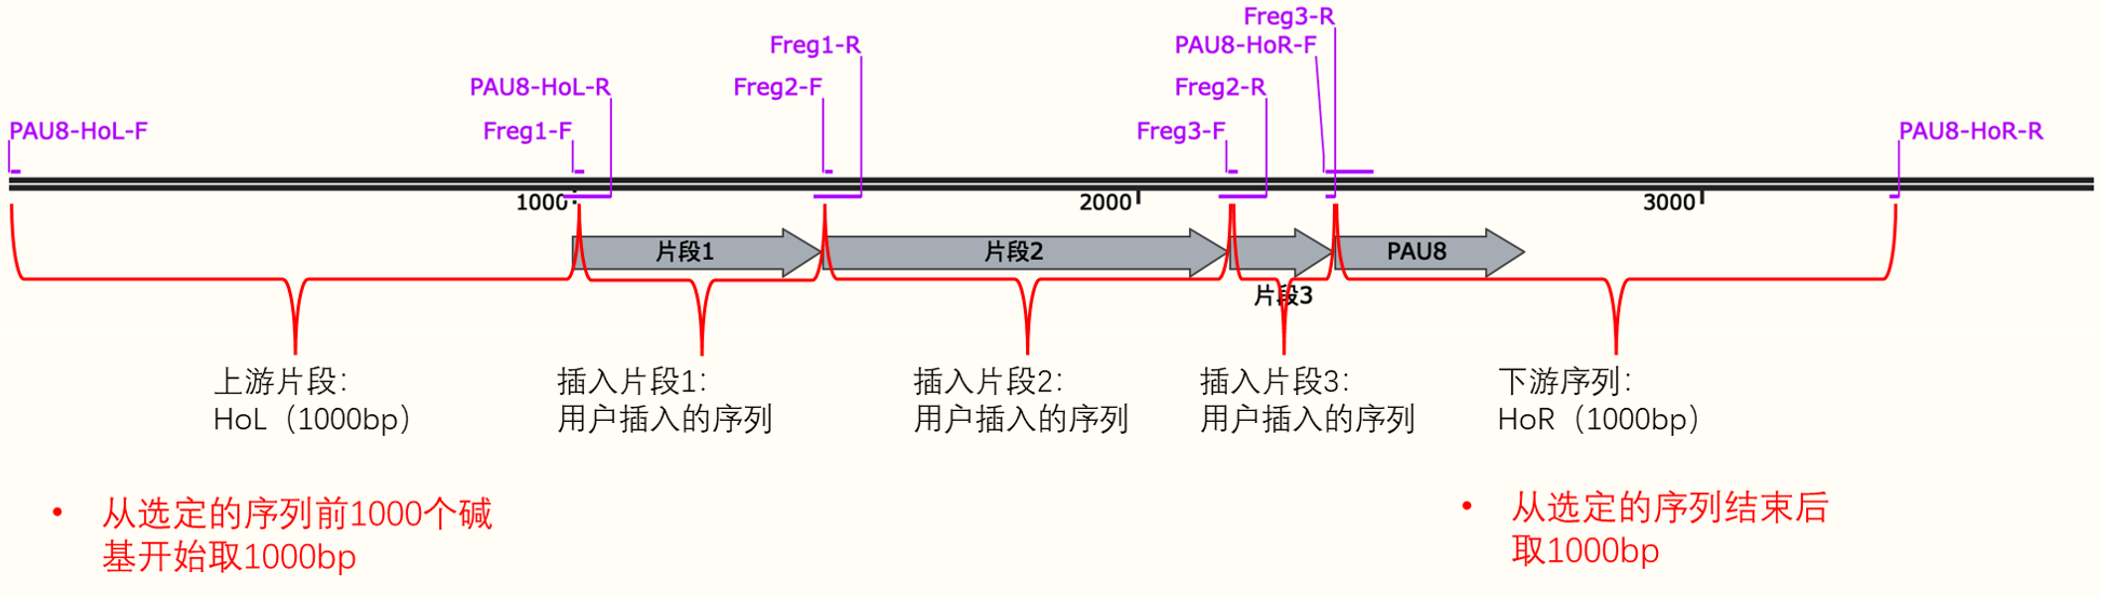 Freg3-R
Freg1-R
PAU8-HoR-F
PAU8-HoL-R
Freg2-F
Freg2-R
PAU8-HoL-F
Freg1-F
Freg3-F
PAU8-HoR-R
1000
2000
3000
片段1
片段2
PAU8
片段3
上游片段:
HoL（1000bp）
插入片段1:
用户插入的序列
插入片段2:
用户插入的序列
插入片段3:
用户插入的序列
下游序列:
HoR（1000bp）
• 从选定的序列前1000个碱
基开始取1000bp
• 从选定的序列结束后
取1000bp